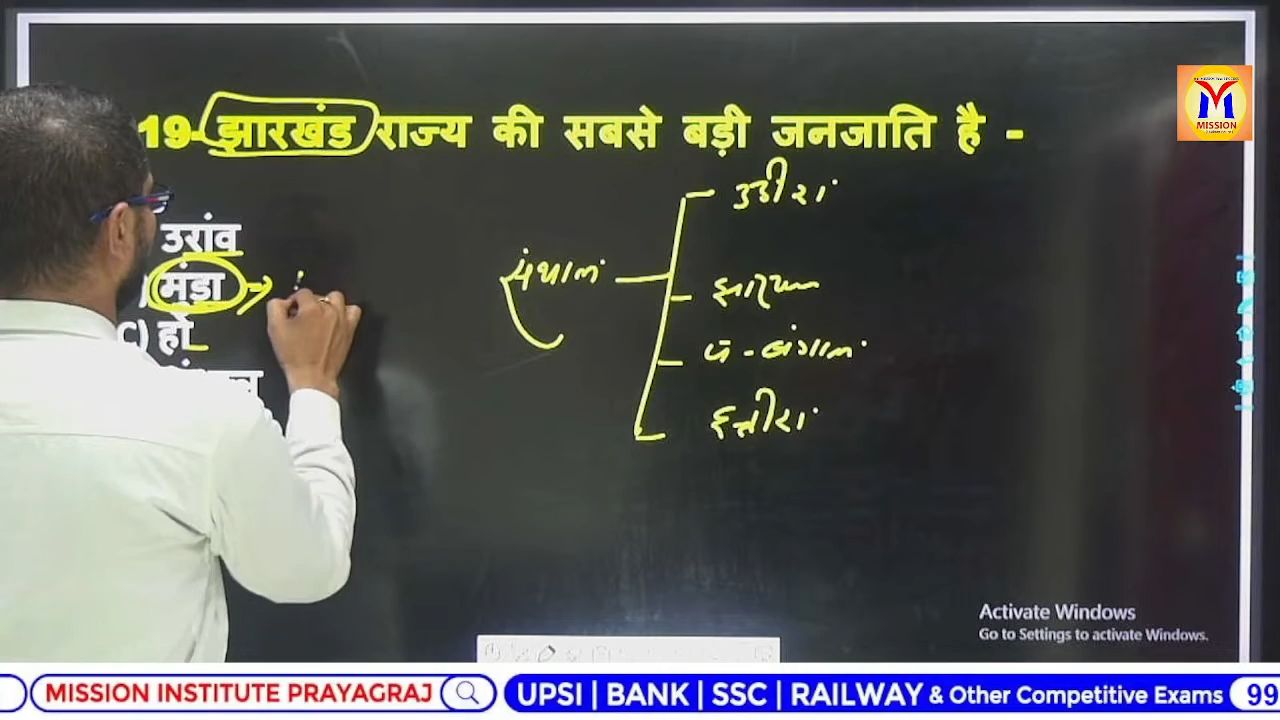 19- झारखंड राज्य की सबसे बड़ी जनजाति है -
उरांव
मुंडा
C) हो
उड़ीसा
संथाल
झारखण्ड
प॰ बंगाल
MISSION
Activate Windows
Go to Settings to activate Windows.
MISSION INSTITUTE PRAYAGRAJ
UPSI | BANK | SSC | RAILWAY & Other Competitive Exams
99